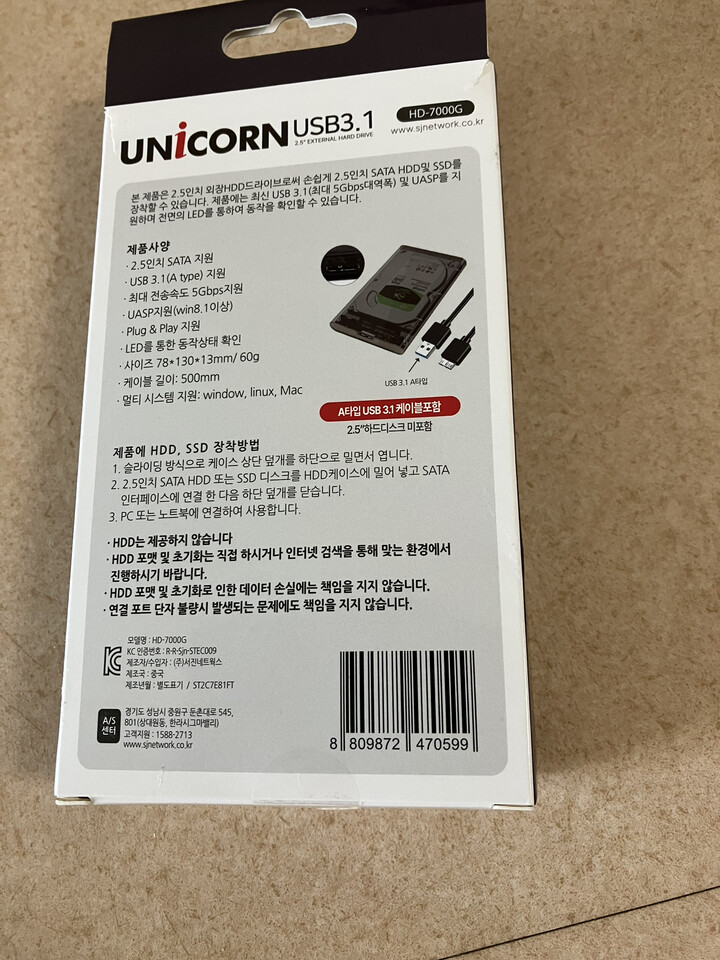 UNiCORN USB3.1
2.5" EXTERNAL HARD DRIVE
HD-7000G
www.sjnetwork.co.kr
본 제품은 2.5인치 외장HDD드라이브로써 손쉽게 2.5인치 SATA HDD및 SSD를
장착할 수 있습니다. 제품에는 최신 USB 3.1(최대 5Gbps대역폭) 및 UASP를 지
원하며 전면의 LED를 통하여 동작을 확인할 수 있습니다.
제품사양
· 2.5인치 SATA 지원
· USB 3.1(A type) 지원
· 최대 전송속도 5Gbps지원
· UASP지원(win8.1이상)
· Plug & Play 지원
· LED를 통한 동작상태 확인
· 사이즈 78*130*13mm/ 60g
· 케이블 길이: 500mm
· 멀티 시스템 지원: window, linux, Mac
USB 3.1 A타입
A타입 USB 3.1 케이블포함
2.5"하드디스크 미포함
제품에 HDD, SSD 장착방법
1. 슬라이딩 방식으로 케이스 상단 덮개를 하단으로 밀면서 엽니다.
2. 2.5인치 SATA HDD 또는 SSD 디스크를 HDD케이스에 밀어 넣고 SATA
인터페이스에 연결 한 다음 하단 덮개를 닫습니다.
3. PC 또는 노트북에 연결하여 사용합니다.
· HDD는 제공하지 않습니다
· HDD 포맷 및 초기화는 직접 하시거나 인터넷 검색을 통해 맞는 환경에서
진행하시기 바랍니다.
· HDD 포맷 및 초기화로 인한 데이터 손실에는 책임을 지지 않습니다.
· 연결 포트 단자 불량시 발생되는 문제에도 책임을 지지 않습니다.
모델명 : HD-7000G
KC 인증번호 : R-R-Sjn-STEC009
제조자/수입자 : (주)서진네트웍스
제조국 : 중국
제조년월 : 별도표기 / ST2C7E81FT
A/S
센터
경기도 성남시 중원구 둔촌대로 545,
801(상대원동, 한라시그마밸리)
고객지원 : 1588-2713
www.sjnetwork.co.kr
8 809872 470599